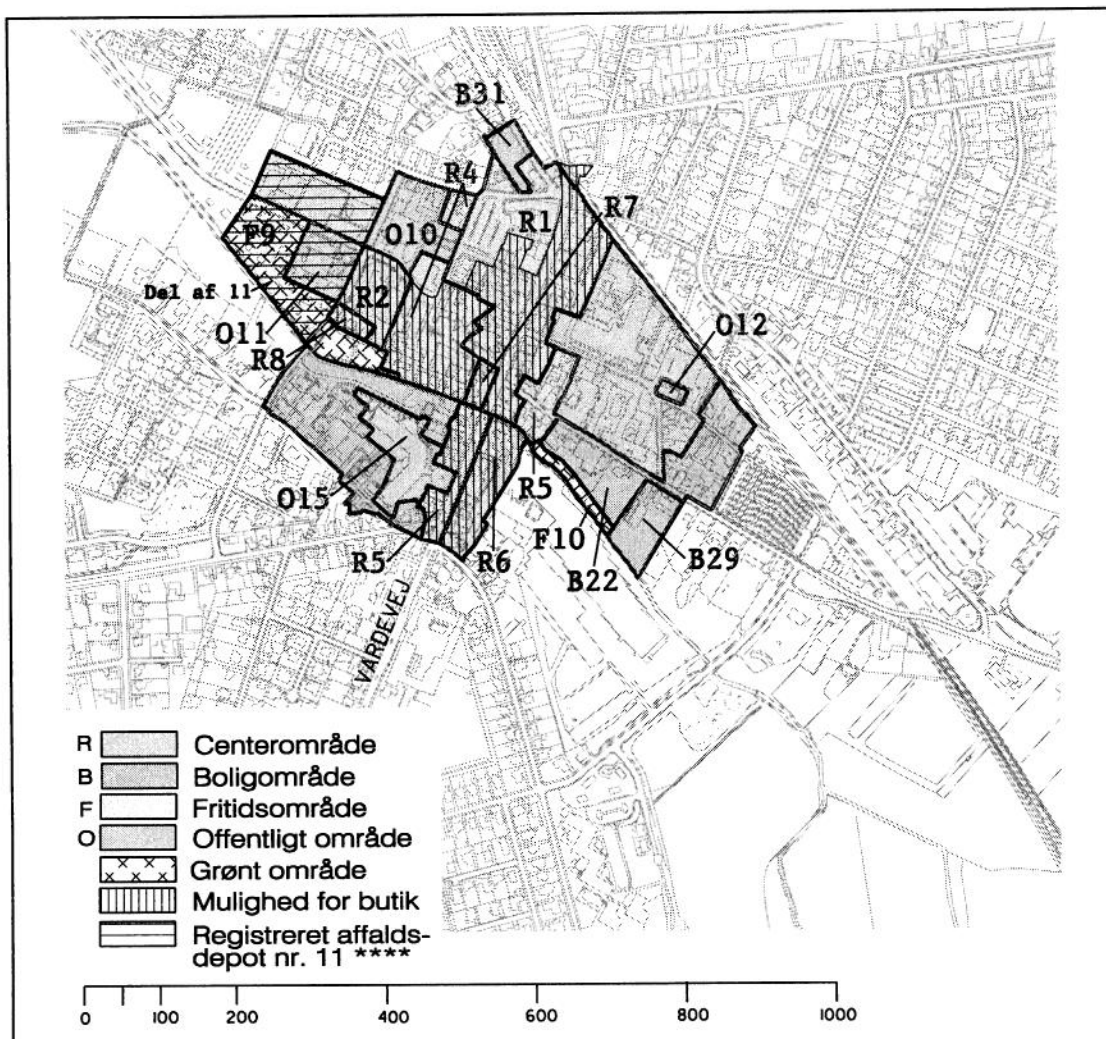 B31
R4
R7
O10
R1
F9
R2
Del af 11
O12
O11
R8
O15
R5
F10
R5
R6
B22
B29
VARDEVEJ
R Centerområde
B Boligområde
F Fritidsområde
O Offentligt område
Grønt område
Mulighed for butik
Registreret affalds-
depot nr. 11 ****
0 100 200 400 600 800 1000